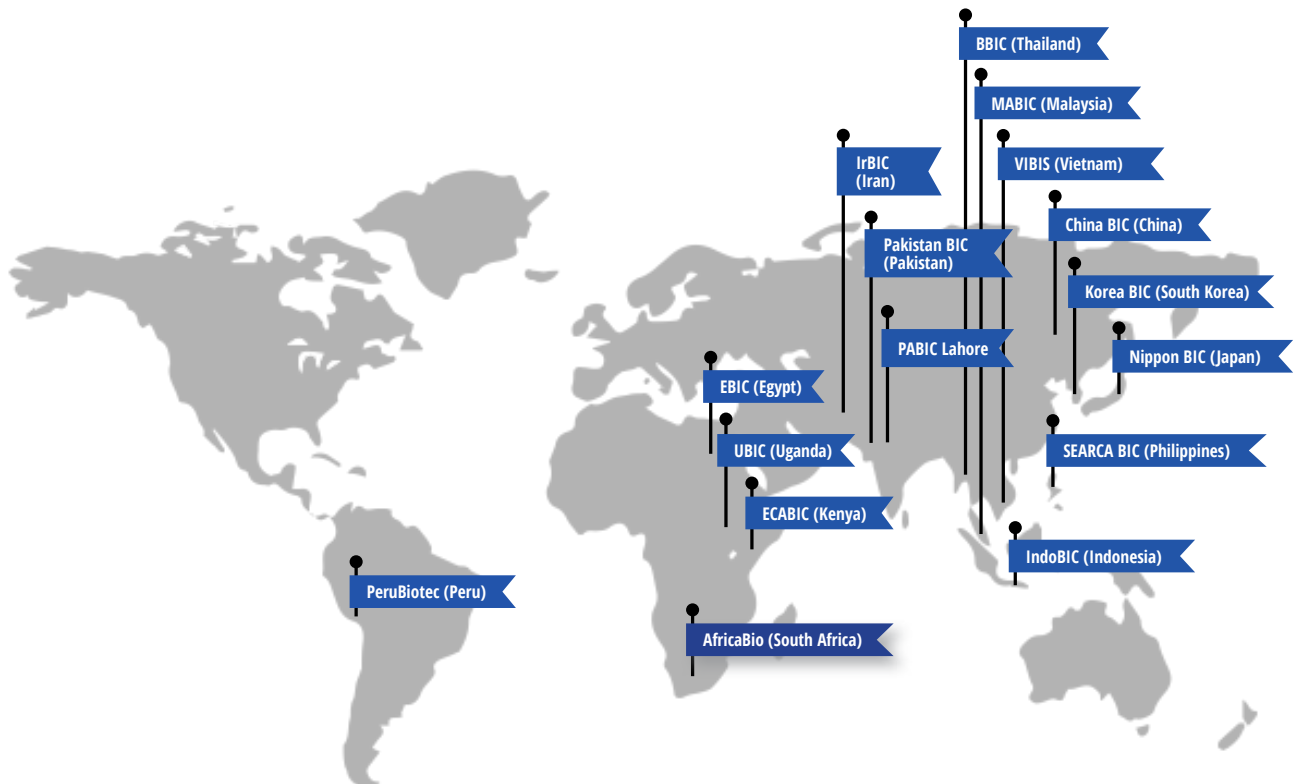 BBIC (Thailand)
MABIC (Malaysia)
IrBIC
(Iran)
VIBIS (Vietnam)
China BIC (China)
Pakistan BIC
(Pakistan)
Korea BIC (South Korea)
PABIC Lahore
Nippon BIC (Japan)
EBIC (Egypt)
UBIC (Uganda)
SEARCA BIC (Philippines)
ECABIC (Kenya)
IndoBIC (Indonesia)
PeruBiotec (Peru)
AfricaBio (South Africa)